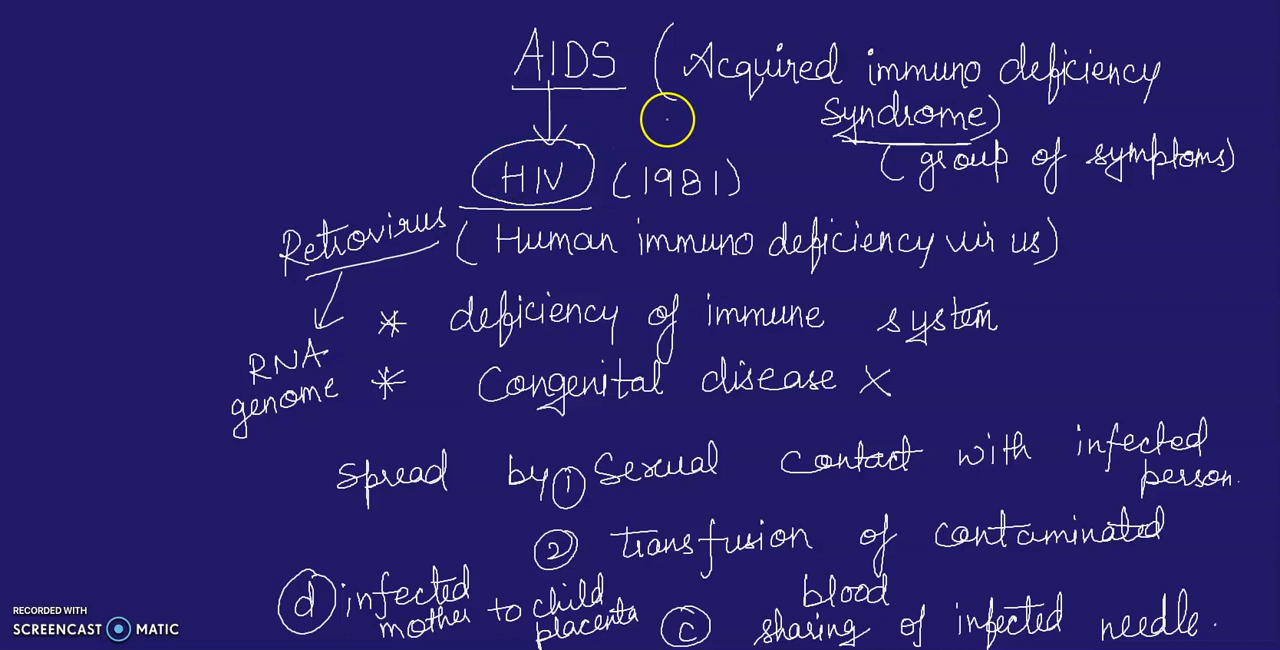 AIDS (Acquired immuno deficiency
Syndrome)
(group of symptoms)
HIV (1981)
Retrovirus (Human immuno deficiency vir us)
* deficiency of immune system
RNA
genome * Congenital disease X
spread by ① Sexual contact with infected
person.
② transfusion of contaminated
blood
ⓓ infected
mother to child
placenta
ⓒ sharing of infected needle.
RECORDED WITH
SCREENCAST MATIC